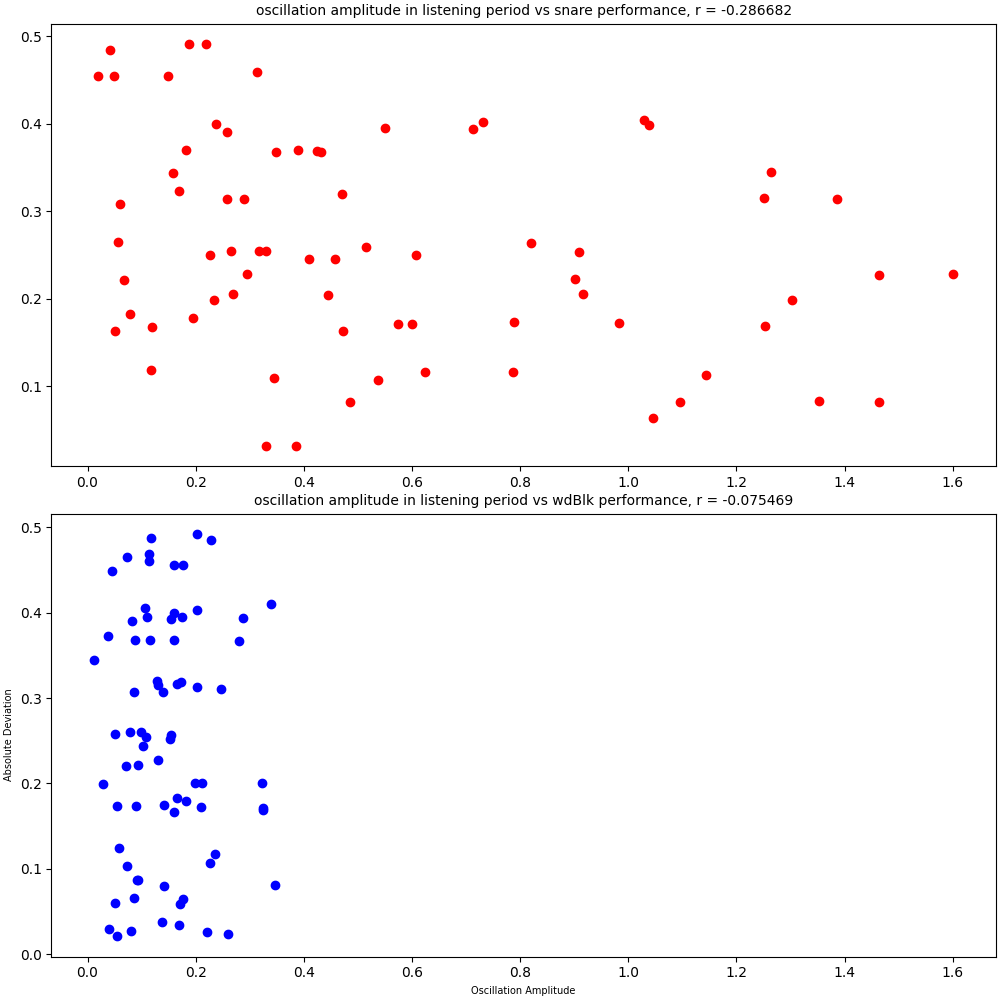 oscillation amplitude in listening period vs snare performance, r = -0.286682
0.5
0.4
0.3
0.2
0.1
0.0 0.2 0.4 0.6 0.8 1.0 1.2 1.4 1.6
oscillation amplitude in listening period vs wdBlk performance, r = -0.075469
0.5
0.4
0.3
Absolute Deviation
0.2
0.1
0.0
0.0 0.2 0.4 0.6 0.8 1.0 1.2 1.4 1.6
Oscillation Amplitude